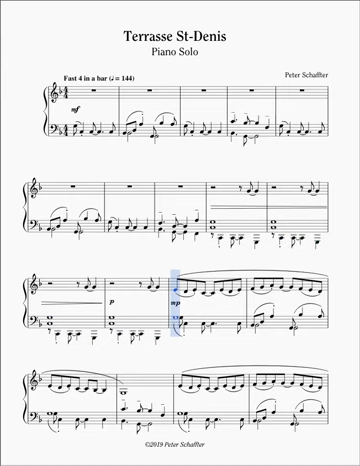 Terrasse St-Denis
Piano Solo
Fast 4 in a bar (♩ = 144)
Peter Schaffter
mf
p
mp
©2019 Peter Schaffter